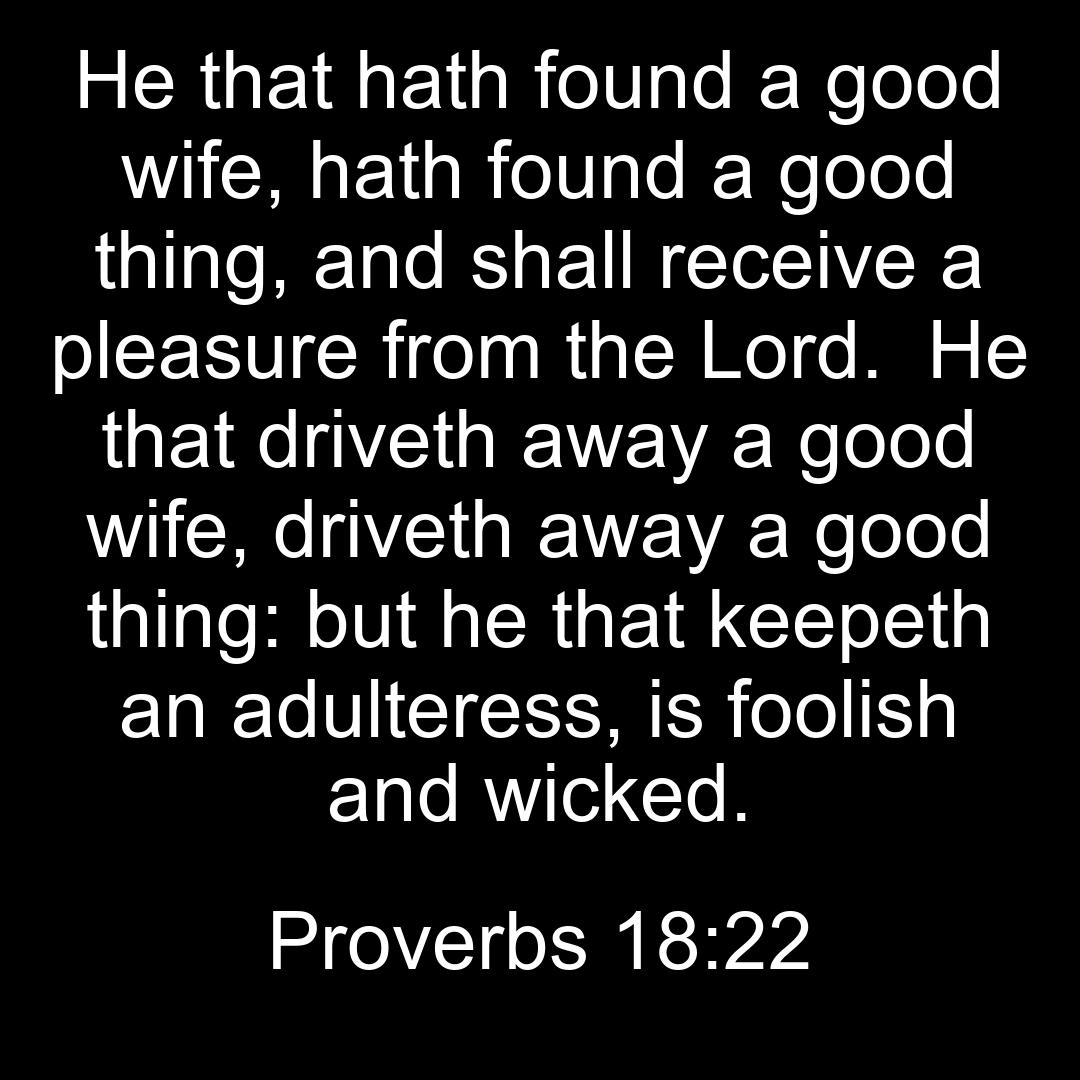 He that hath found a good
wife, hath found a good
thing, and shall receive a
pleasure from the Lord.  He
that driveth away a good
wife, driveth away a good
thing: but he that keepeth
an adulteress, is foolish
and wicked.
Proverbs 18:22